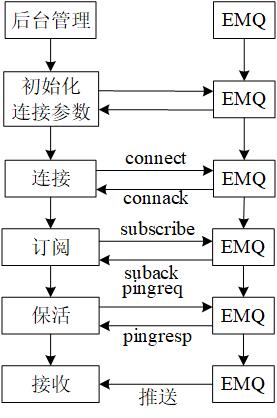 后台管理
EMQ
初始化
连接参数
EMQ
connect
连接
EMQ
connack
subscribe
订阅
EMQ
suback
pingreq
保活
EMQ
pingresp
接收
EMQ
推送